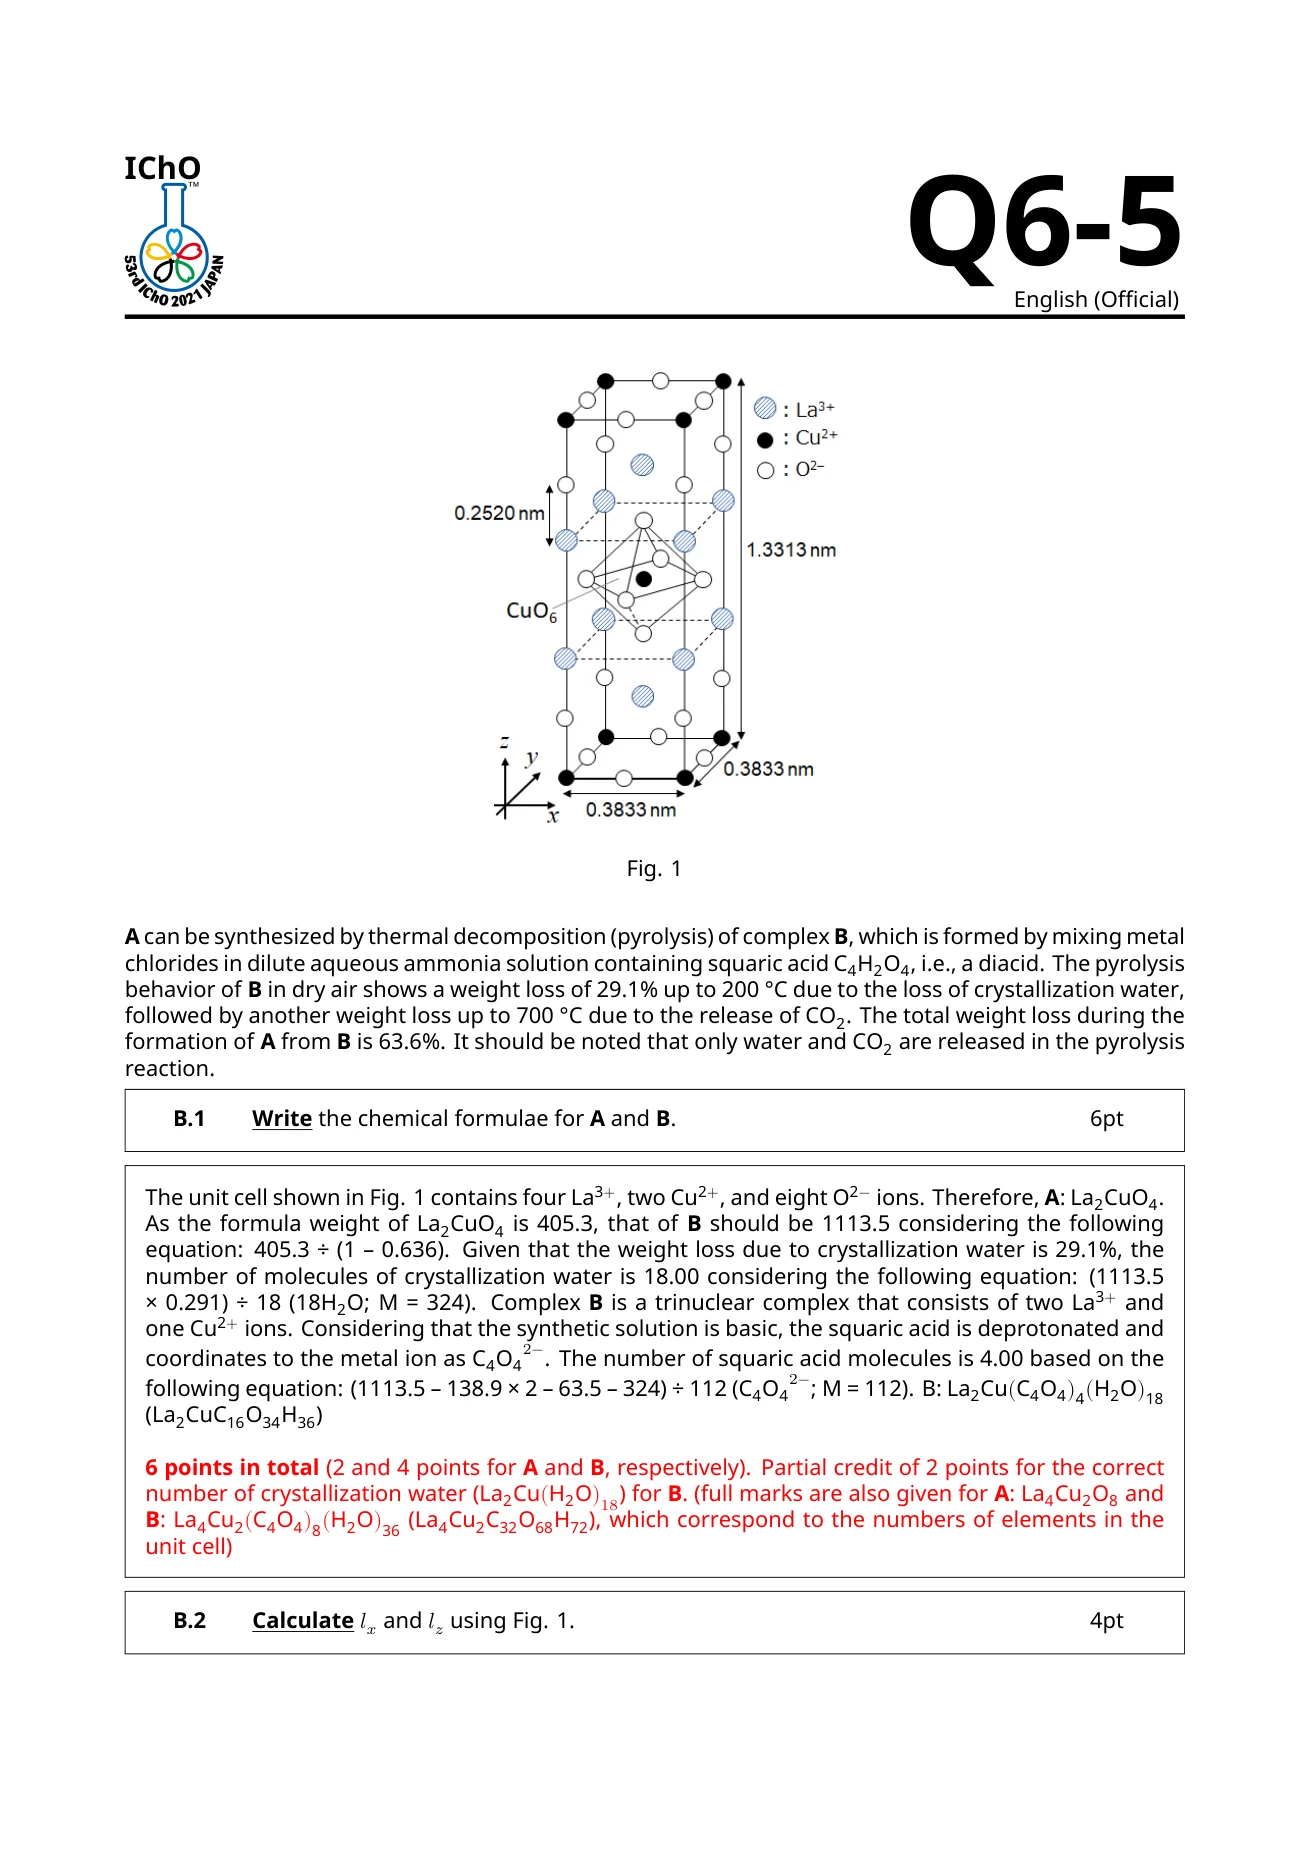 IChO
TM
53rd IChO 2021 JAPAN
Q6-5
English (Official)
: La³⁺
: Cu²⁺
: O²⁻
0.2520 nm
1.3313 nm
CuO₆
z
y
x
0.3833 nm
0.3833 nm
Fig. 1
A can be synthesized by thermal decomposition (pyrolysis) of complex B, which is formed by mixing metal
chlorides in dilute aqueous ammonia solution containing squaric acid C₄H₂O₄, i.e., a diacid. The pyrolysis
behavior of B in dry air shows a weight loss of 29.1% up to 200 °C due to the loss of crystallization water,
followed by another weight loss up to 700 °C due to the release of CO₂. The total weight loss during the
formation of A from B is 63.6%. It should be noted that only water and CO₂ are released in the pyrolysis
reaction.
B.1 Write the chemical formulae for A and B. 6pt
The unit cell shown in Fig. 1 contains four La³⁺, two Cu²⁺, and eight O²⁻ ions. Therefore, A: La₂CuO₄.
As the formula weight of La₂CuO₄ is 405.3, that of B should be 1113.5 considering the following
equation: 405.3 ÷ (1 – 0.636). Given that the weight loss due to crystallization water is 29.1%, the
number of molecules of crystallization water is 18.00 considering the following equation: (1113.5
× 0.291) ÷ 18 (18H₂O; M = 324). Complex B is a trinuclear complex that consists of two La³⁺ and
one Cu²⁺ ions. Considering that the synthetic solution is basic, the squaric acid is deprotonated and
coordinates to the metal ion as C₄O₄²⁻. The number of squaric acid molecules is 4.00 based on the
following equation: (1113.5 – 138.9 × 2 – 63.5 – 324) ÷ 112 (C₄O₄²⁻; M = 112). B: La₂Cu(C₄O₄)₄(H₂O)₁₈
(La₂CuC₁₆O₃₄H₃₆)
6 points in total (2 and 4 points for A and B, respectively). Partial credit of 2 points for the correct
number of crystallization water (La₂Cu(H₂O)₁₈) for B. (full marks are also given for A: La₄Cu₂O₈ and
B: La₄Cu₂(C₄O₄)₈(H₂O)₃₆ (La₄Cu₂C₃₂O₆₈H₇₂), which correspond to the numbers of elements in the
unit cell)
B.2 Calculate lₓ and l_z using Fig. 1. 4pt